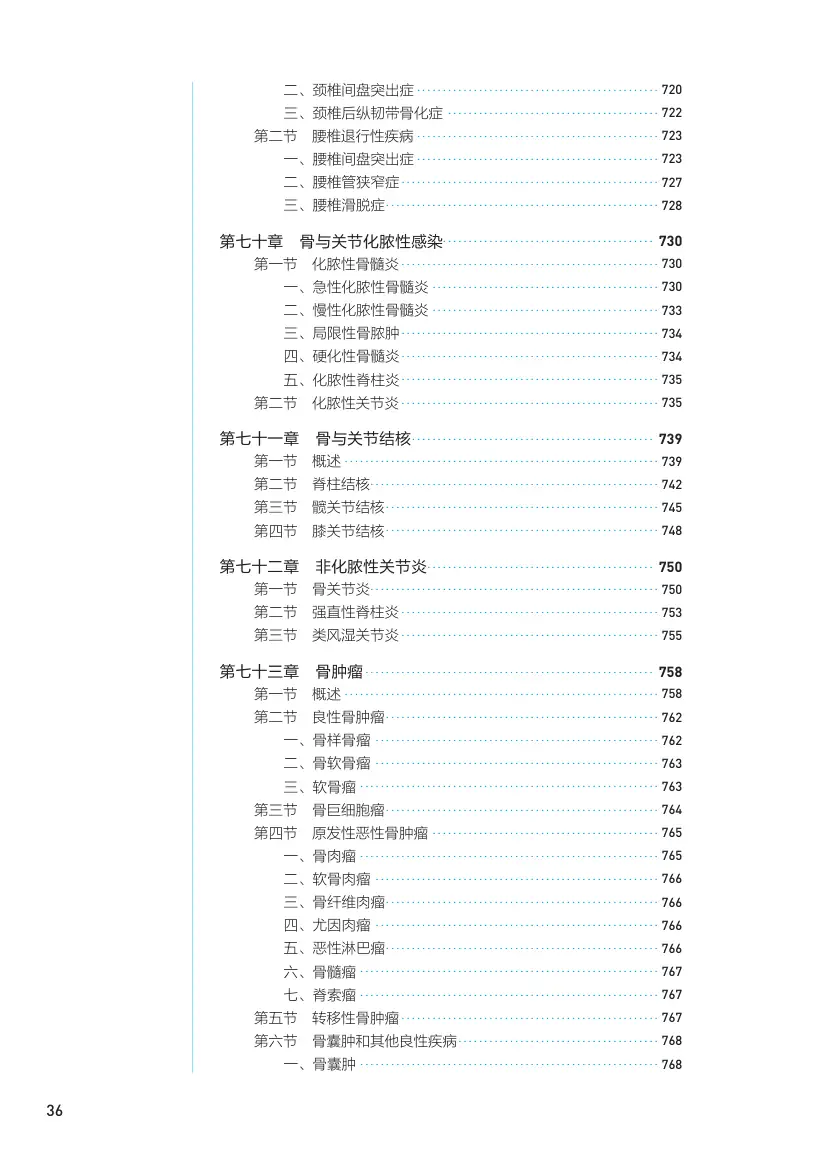 二、颈椎间盘突出症 720
三、颈椎后纵韧带骨化症 722
第二节 腰椎退行性疾病 723
一、腰椎间盘突出症 723
二、腰椎管狭窄症 727
三、腰椎滑脱症 728
第七十章 骨与关节化脓性感染 730
第一节 化脓性骨髓炎 730
一、急性化脓性骨髓炎 730
二、慢性化脓性骨髓炎 733
三、局限性骨脓肿 734
四、硬化性骨髓炎 734
五、化脓性脊柱炎 735
第二节 化脓性关节炎 735
第七十一章 骨与关节结核 739
第一节 概述 739
第二节 脊柱结核 742
第三节 髋关节结核 745
第四节 膝关节结核 748
第七十二章 非化脓性关节炎 750
第一节 骨关节炎 750
第二节 强直性脊柱炎 753
第三节 类风湿关节炎 755
第七十三章 骨肿瘤 758
第一节 概述 758
第二节 良性骨肿瘤 762
一、骨样骨瘤 762
二、骨软骨瘤 763
三、软骨瘤 763
第三节 骨巨细胞瘤 764
第四节 原发性恶性骨肿瘤 765
一、骨肉瘤 765
二、软骨肉瘤 766
三、骨纤维肉瘤 766
四、尤因肉瘤 766
五、恶性淋巴瘤 766
六、骨髓瘤 767
七、脊索瘤 767
第五节 转移性骨肿瘤 767
第六节 骨囊肿和其他良性疾病 768
一、骨囊肿 768
36